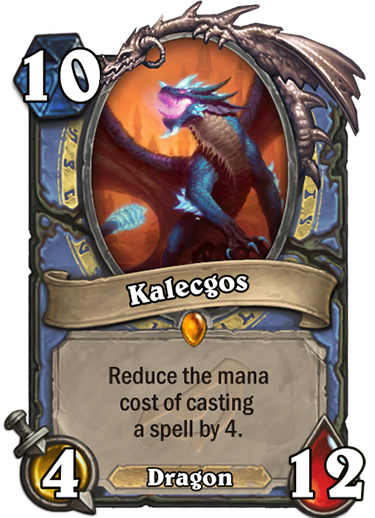 10
Kalecgos
Reduce the mana
cost of casting
a spell by 4.
4
Dragon
12